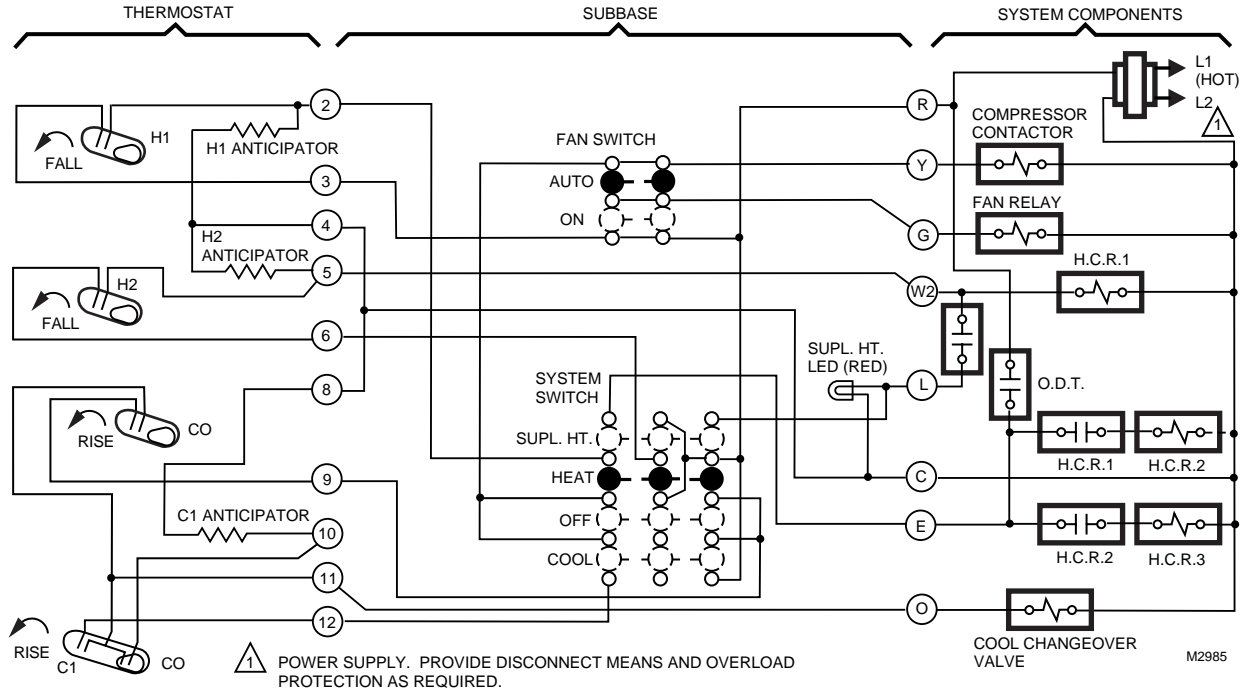 THERMOSTAT
SUBBASE
SYSTEM COMPONENTS
L1
(HOT)
L2
1
H1
FALL
H1 ANTICIPATOR
2
3
4
H2
ANTICIPATOR
5
H2
FALL
6
8
RISE
CO
9
C1 ANTICIPATOR
10
11
12
RISE
C1
CO
FAN SWITCH
AUTO
ON
SYSTEM
SWITCH
SUPL. HT.
HEAT
OFF
COOL
SUPL. HT.
LED (RED)
R
Y
G
W2
L
C
E
O
COMPRESSOR
CONTACTOR
FAN RELAY
H.C.R.1
O.D.T.
H.C.R.1
H.C.R.2
H.C.R.2
H.C.R.3
COOL CHANGEOVER
VALVE
1
POWER SUPPLY. PROVIDE DISCONNECT MEANS AND OVERLOAD
PROTECTION AS REQUIRED.
M2985